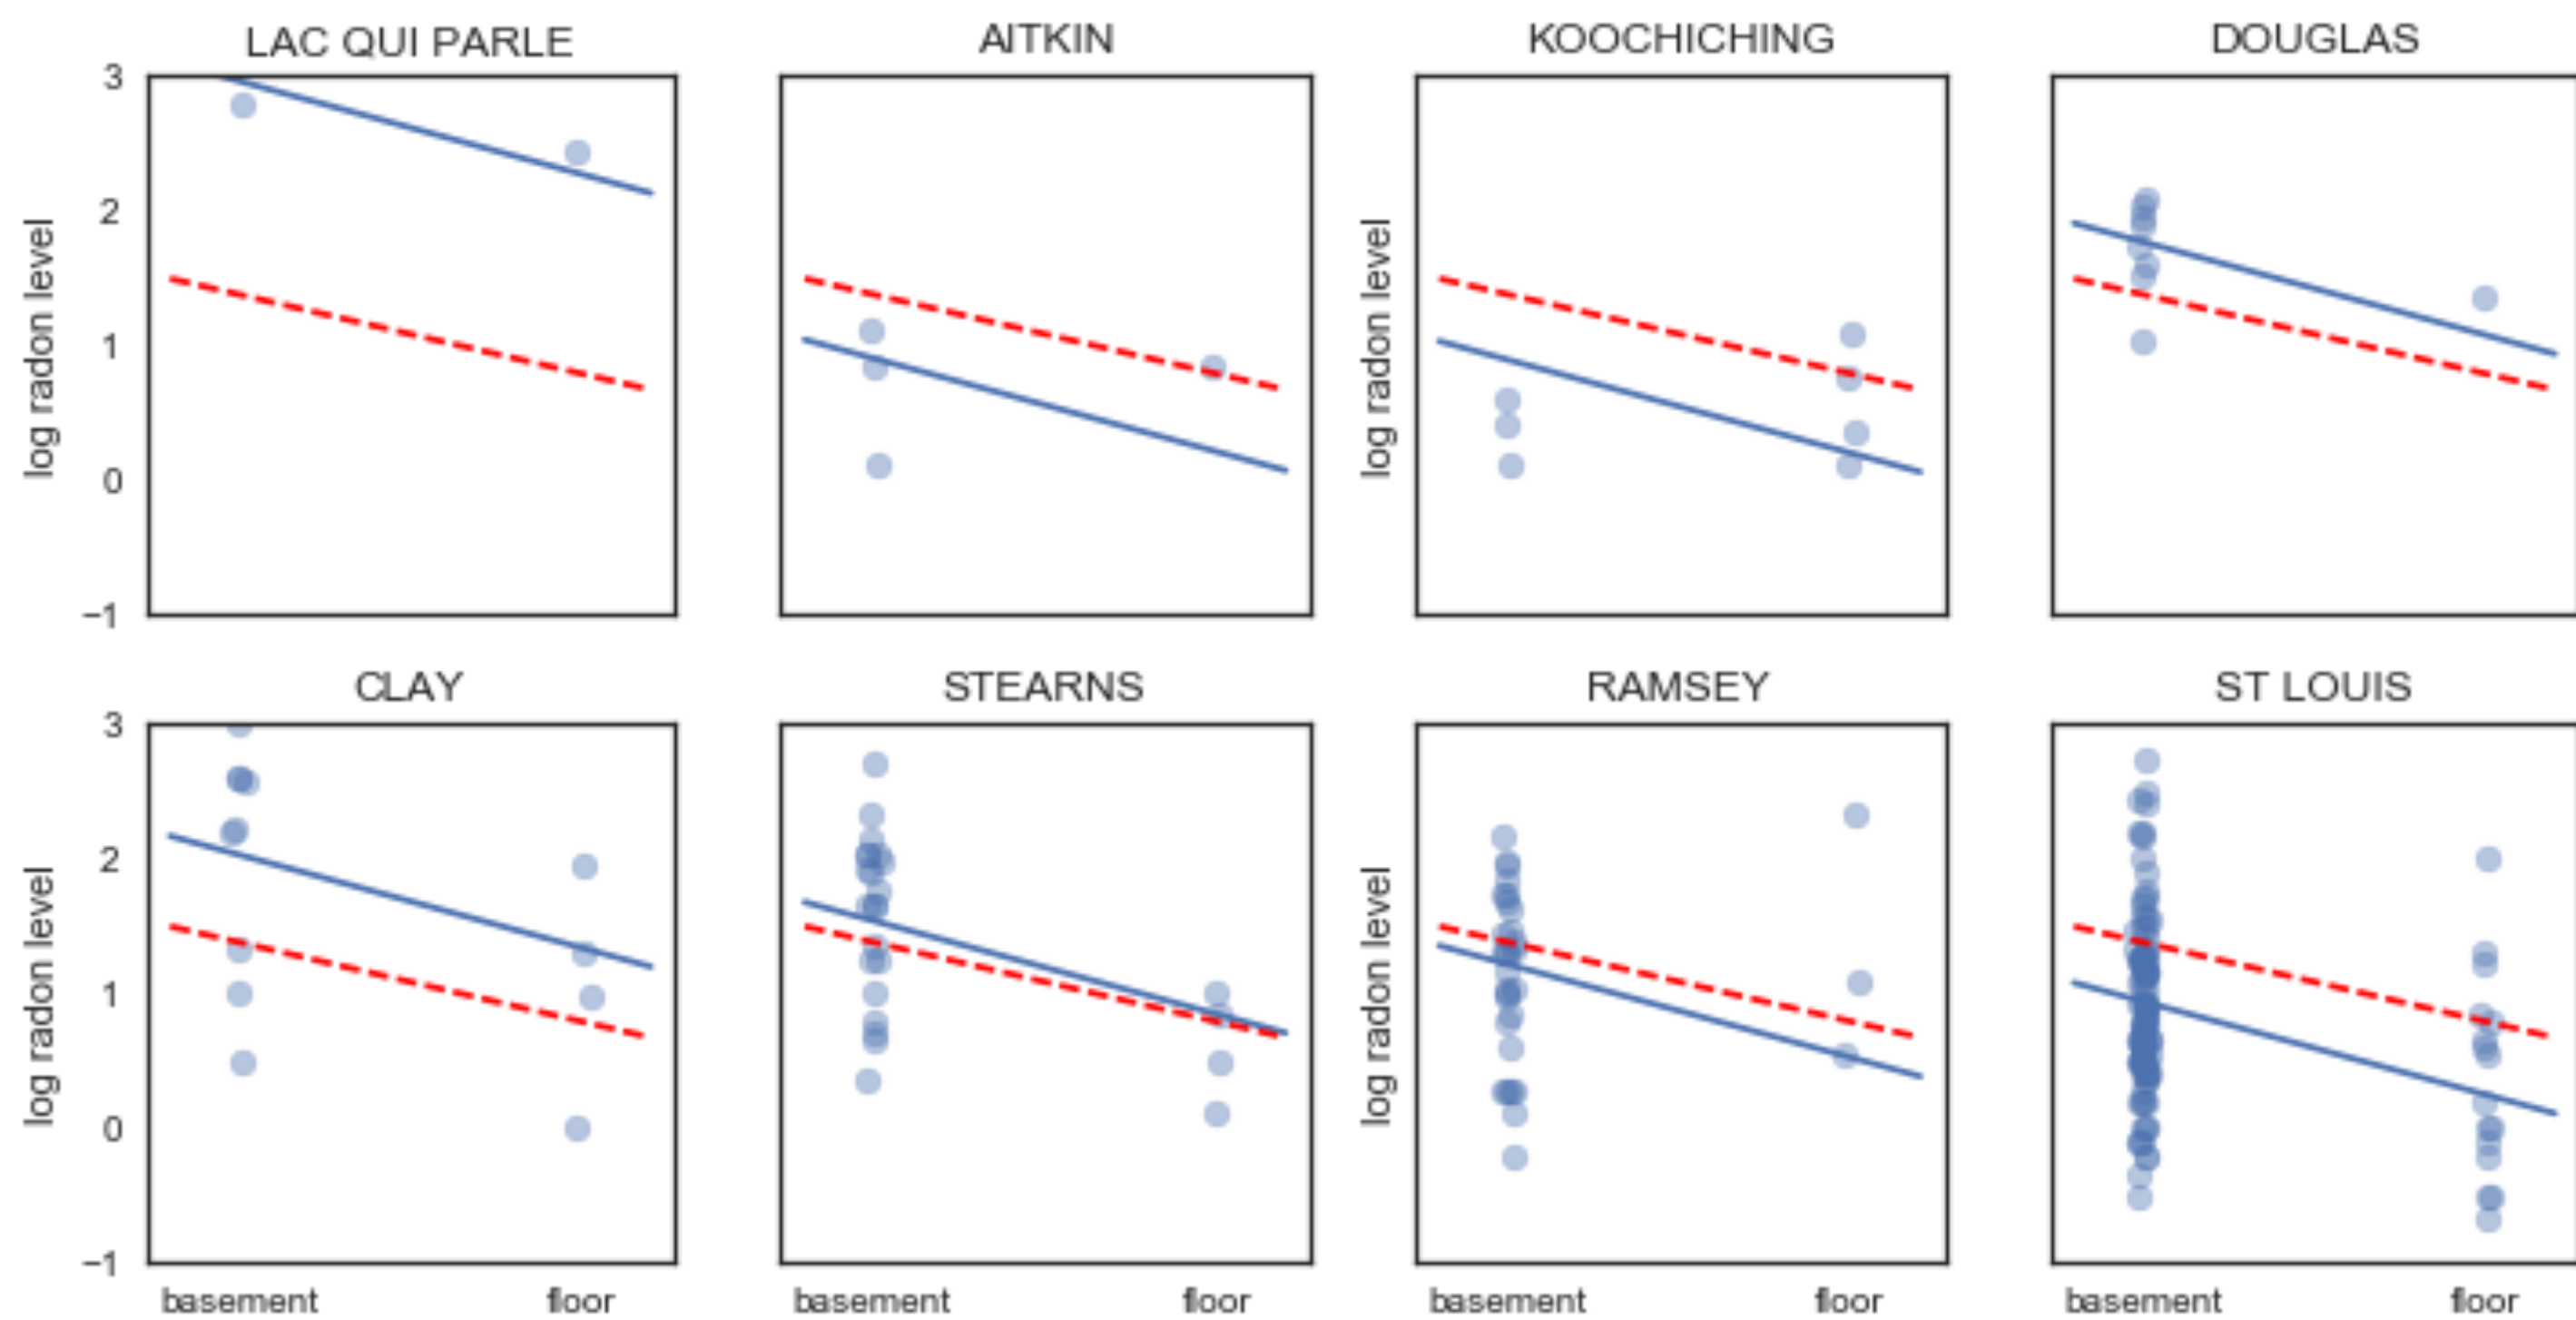 LAC QUI PARLE
AITKIN
KOOCHICHING
DOUGLAS
log radon level
3
2
1
0
−1
log radon level
CLAY
STEARNS
RAMSEY
ST LOUIS
log radon level
3
2
1
0
−1
log radon level
basement floor
basement floor
basement floor
basement floor